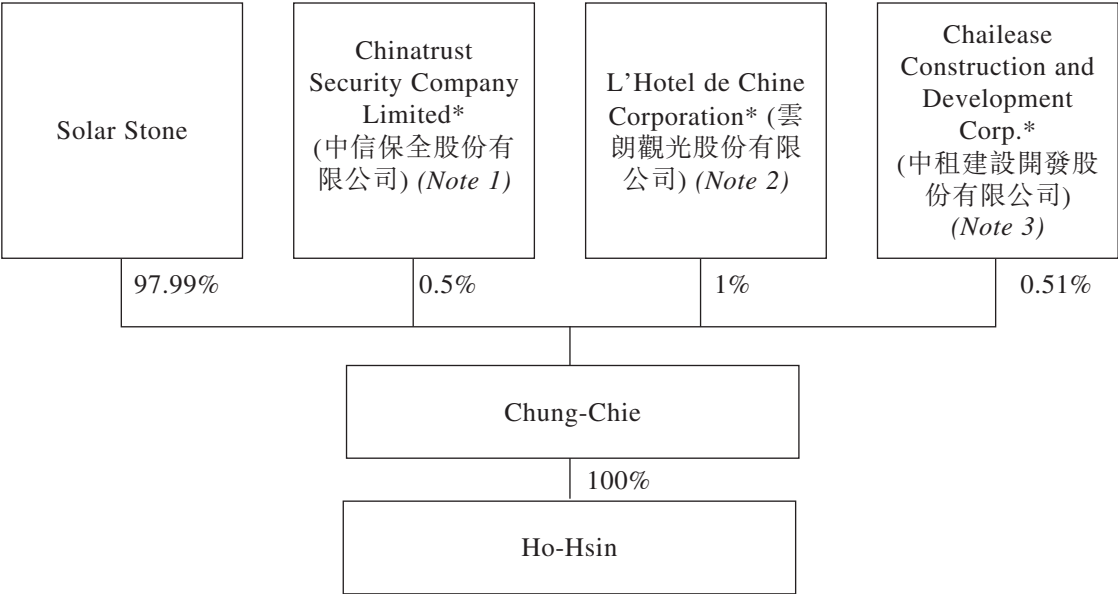 Solar Stone
Chinatrust
Security Company
Limited*
(中信保全股份有
限公司) (Note 1)
L’Hotel de Chine
Corporation* (雲
朗觀光股份有限
公司) (Note 2)
Chailease
Construction and
Development
Corp.*
(中租建設開發股
份有限公司)
(Note 3)
97.99%
0.5%
1%
0.51%
Chung-Chie
100%
Ho-Hsin